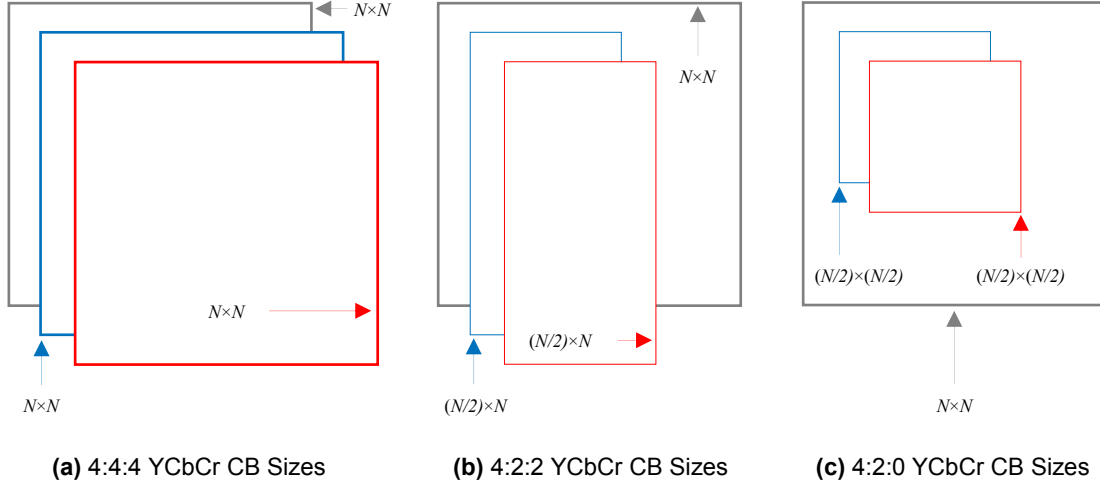 N×N
N×N
N×N
(a) 4:4:4 YCbCr CB Sizes
N×N
(N/2)×N
(N/2)×N
(b) 4:2:2 YCbCr CB Sizes
(N/2)×(N/2)
(N/2)×(N/2)
N×N
(c) 4:2:0 YCbCr CB Sizes